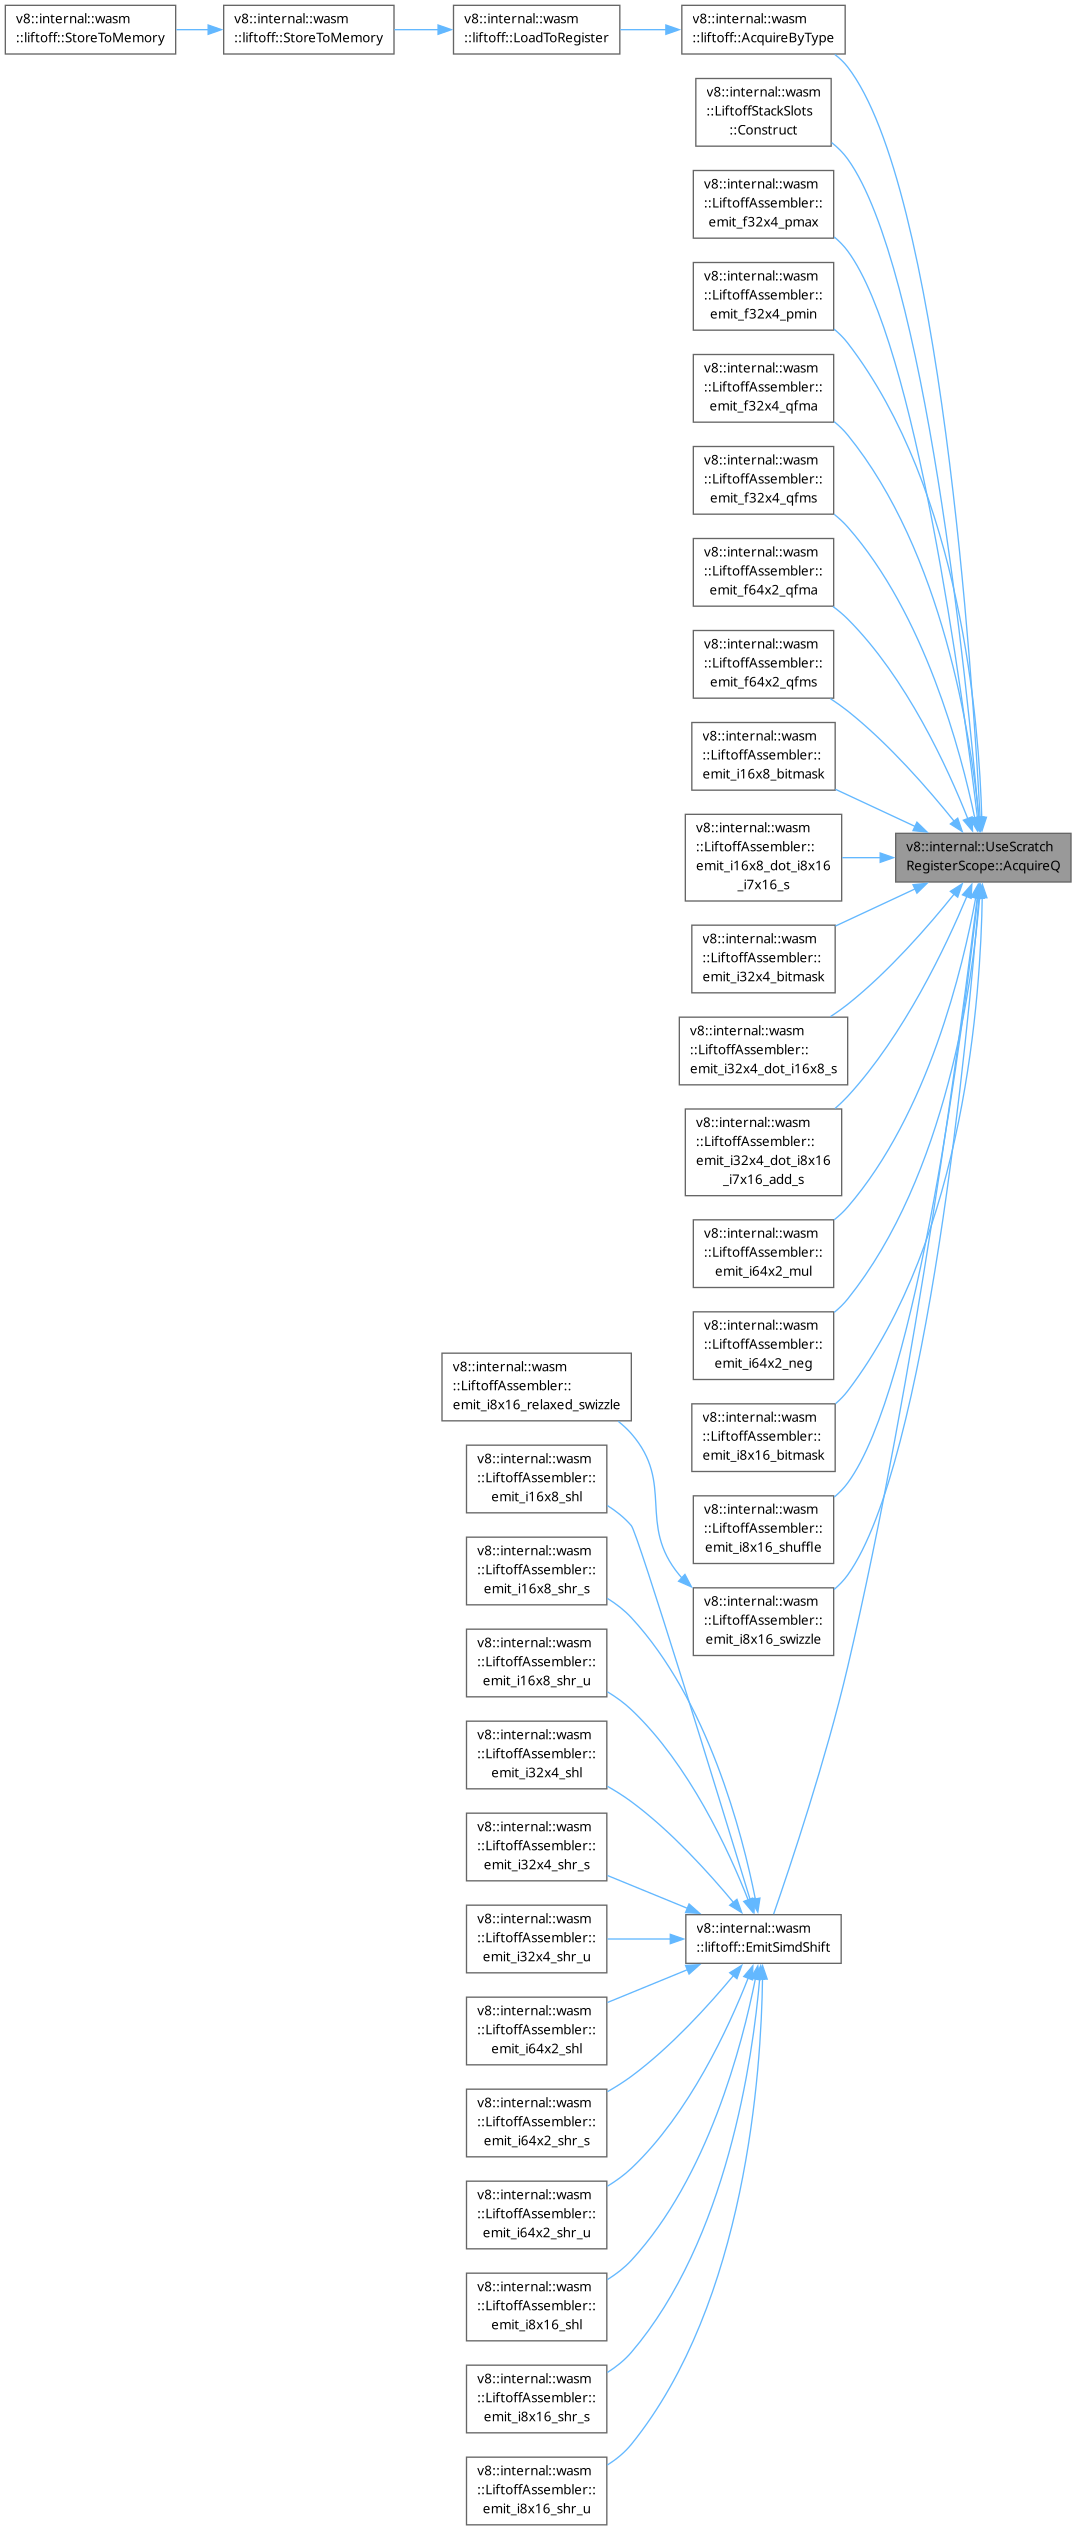 v8::internal::wasm
::liftoff::StoreToMemory
v8::internal::wasm
::liftoff::StoreToMemory
v8::internal::wasm
::liftoff::LoadToRegister
v8::internal::wasm
::liftoff::AcquireByType
v8::internal::wasm
::LiftoffStackSlots
::Construct
v8::internal::wasm
::LiftoffAssembler::
emit_f32x4_pmax
v8::internal::wasm
::LiftoffAssembler::
emit_f32x4_pmin
v8::internal::wasm
::LiftoffAssembler::
emit_f32x4_qfma
v8::internal::wasm
::LiftoffAssembler::
emit_f32x4_qfms
v8::internal::wasm
::LiftoffAssembler::
emit_f64x2_qfma
v8::internal::wasm
::LiftoffAssembler::
emit_f64x2_qfms
v8::internal::wasm
::LiftoffAssembler::
emit_i16x8_bitmask
v8::internal::wasm
::LiftoffAssembler::
emit_i16x8_dot_i8x16
_i7x16_s
v8::internal::UseScratch
RegisterScope::AcquireQ
v8::internal::wasm
::LiftoffAssembler::
emit_i32x4_bitmask
v8::internal::wasm
::LiftoffAssembler::
emit_i32x4_dot_i16x8_s
v8::internal::wasm
::LiftoffAssembler::
emit_i32x4_dot_i8x16
_i7x16_add_s
v8::internal::wasm
::LiftoffAssembler::
emit_i64x2_mul
v8::internal::wasm
::LiftoffAssembler::
emit_i64x2_neg
v8::internal::wasm
::LiftoffAssembler::
emit_i8x16_bitmask
v8::internal::wasm
::LiftoffAssembler::
emit_i8x16_shuffle
v8::internal::wasm
::LiftoffAssembler::
emit_i8x16_swizzle
v8::internal::wasm
::LiftoffAssembler::
emit_i8x16_relaxed_swizzle
v8::internal::wasm
::LiftoffAssembler::
emit_i16x8_shl
v8::internal::wasm
::LiftoffAssembler::
emit_i16x8_shr_s
v8::internal::wasm
::LiftoffAssembler::
emit_i16x8_shr_u
v8::internal::wasm
::LiftoffAssembler::
emit_i32x4_shl
v8::internal::wasm
::LiftoffAssembler::
emit_i32x4_shr_s
v8::internal::wasm
::LiftoffAssembler::
emit_i32x4_shr_u
v8::internal::wasm
::liftoff::EmitSimdShift
v8::internal::wasm
::LiftoffAssembler::
emit_i64x2_shl
v8::internal::wasm
::LiftoffAssembler::
emit_i64x2_shr_s
v8::internal::wasm
::LiftoffAssembler::
emit_i64x2_shr_u
v8::internal::wasm
::LiftoffAssembler::
emit_i8x16_shl
v8::internal::wasm
::LiftoffAssembler::
emit_i8x16_shr_s
v8::internal::wasm
::LiftoffAssembler::
emit_i8x16_shr_u